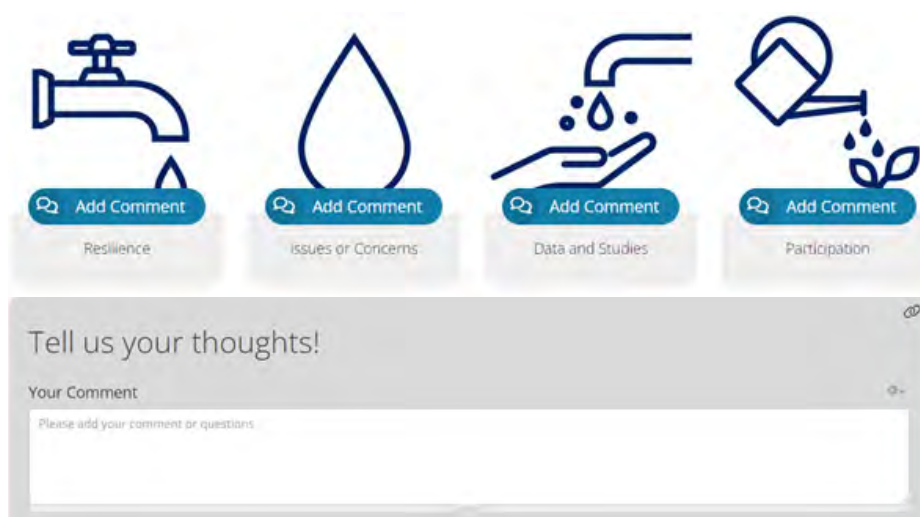 Add Comment Add Comment Add Comment Add Comment
Resilience Issues or Concerns Data and Studies Participation
Tell us your thoughts!
Your Comment
Please add your comment or questions